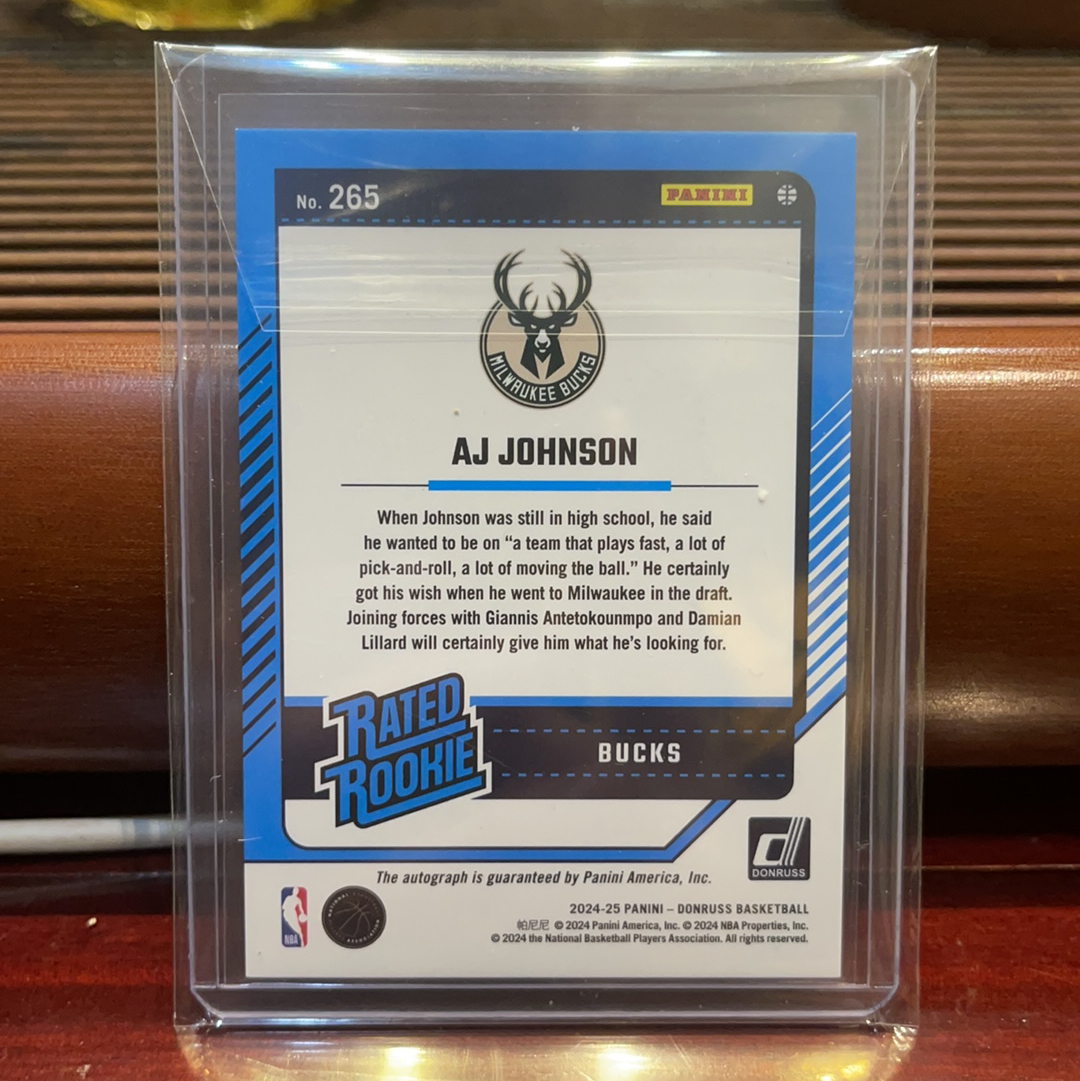 No. 265
PANINI
MILWAUKEE BUCKS
AJ JOHNSON
When Johnson was still in high school, he said
he wanted to be on “a team that plays fast, a lot of
pick-and-roll, a lot of moving the ball.” He certainly
got his wish when he went to Milwaukee in the draft.
Joining forces with Giannis Antetokounmpo and Damian
Lillard will certainly give him what he’s looking for.
RATED
ROOKIE
BUCKS
DONRUSS
The autograph is guaranteed by Panini America, Inc.
NBA
2024-25 PANINI – DONRUSS BASKETBALL
帕尼尼 © 2024 Panini America, Inc. © 2024 NBA Properties, Inc.
© 2024 the National Basketball Players Association. All rights reserved.